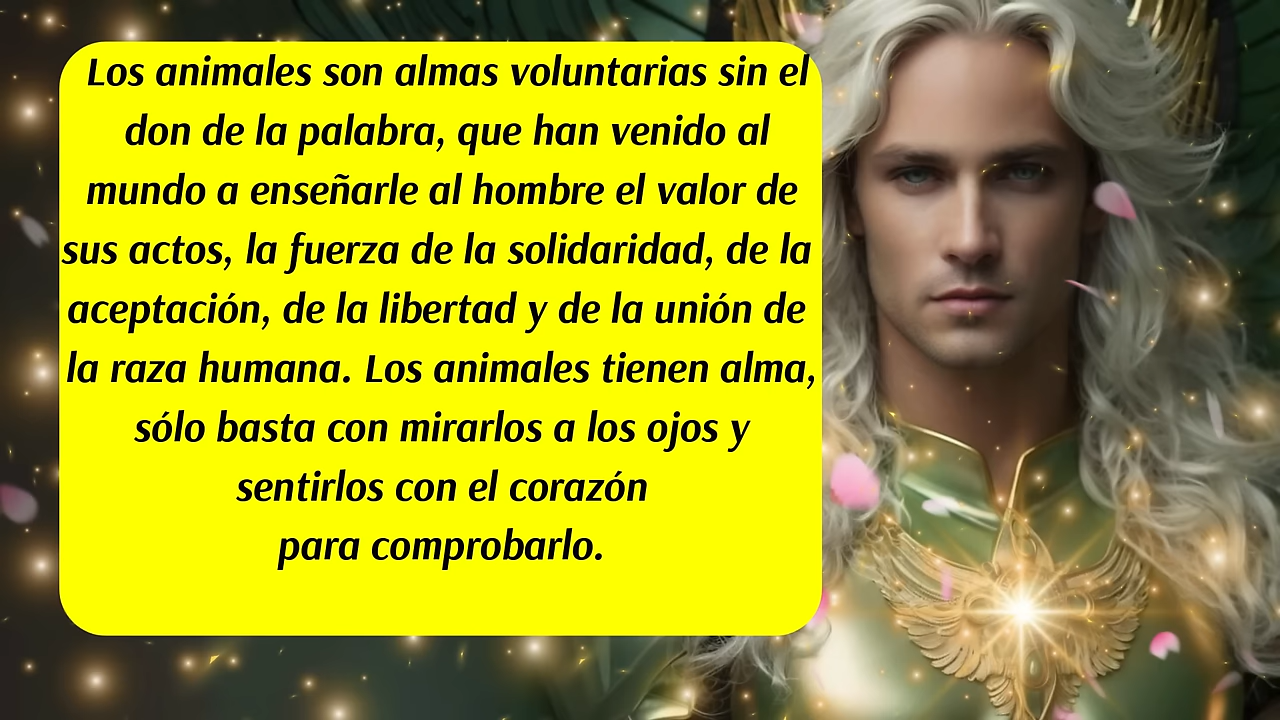 Los animales son almas voluntarias sin el
don de la palabra, que han venido al
mundo a enseñarle al hombre el valor de
sus actos, la fuerza de la solidaridad, de la
aceptación, de la libertad y de la unión de
la raza humana. Los animales tienen alma,
sólo basta con mirarlos a los ojos y
sentirlos con el corazón
para comprobarlo.